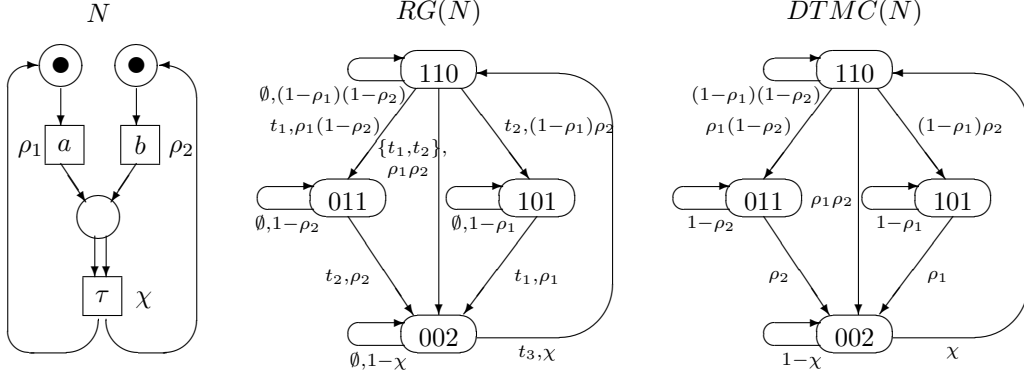 N
ρ₁
a
b
ρ₂
τ
χ
RG(N)
110
∅,(1−ρ₁)(1−ρ₂)
t₁,ρ₁(1−ρ₂)
t₂,(1−ρ₁)ρ₂
{t₁,t₂},
ρ₁ρ₂
011
101
∅,1−ρ₂
∅,1−ρ₁
t₂,ρ₂
t₁,ρ₁
002
∅,1−χ
t₃,χ
DTMC(N)
110
(1−ρ₁)(1−ρ₂)
ρ₁(1−ρ₂)
(1−ρ₁)ρ₂
011
ρ₁ρ₂
101
1−ρ₂
1−ρ₁
ρ₂
ρ₁
002
1−χ
χ